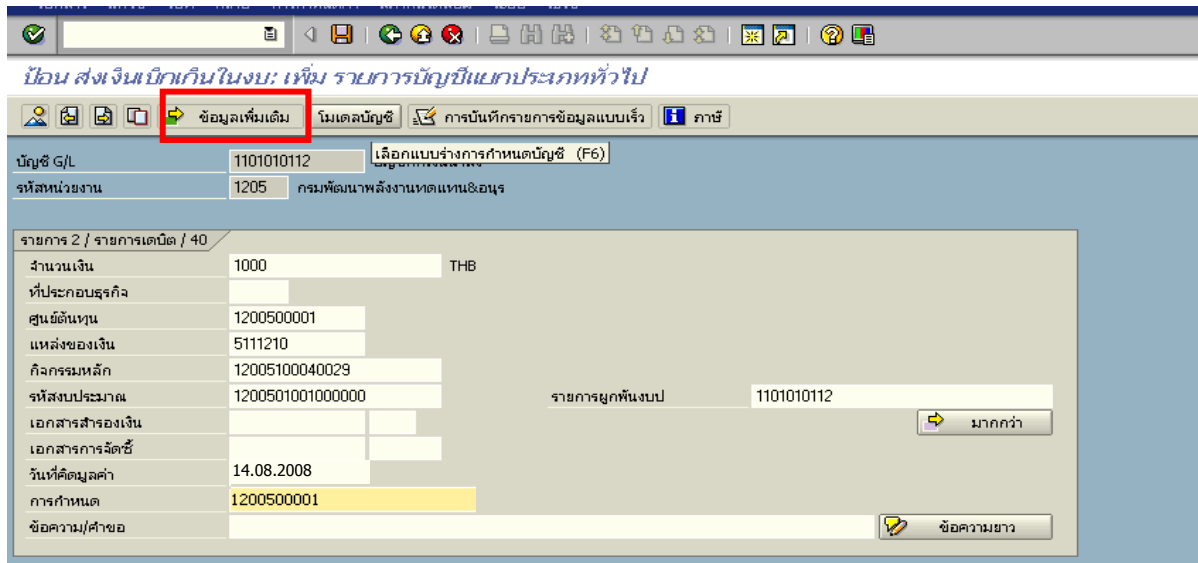 ป้อน ส่งเงินเบิกเกินในงบ: เพิ่ม รายการบัญชีแยกประเภททั่วไป
ข้อมูลเพิ่มเติม โมเดลบัญชี การบันทึกรายการข้อมูลแบบเร็ว ภาษี
เลือกแบบร่างการกำหนดบัญชี (F6)
บัญชี G/L 1101010112
รหัสหน่วยงาน 1205 กรมพัฒนาพลังงานทดแทน&อนุร
รายการ 2 / รายการเดบิต / 40
จำนวนเงิน 1000 THB
ที่ประกอบธุรกิจ
ศูนย์ต้นทุน 1200500001
แหล่งของเงิน 5111210
กิจกรรมหลัก 12005100040029
รหัสงบประมาณ 1200501001000000 รายการผูกพันงบป 1101010112
เอกสารสำรองเงิน มากกว่า
เอกสารการจัดซื้
วันที่คิดมูลค่า 14.08.2008
การกำหนด 1200500001
ข้อความ/คำขอ ข้อความยาว